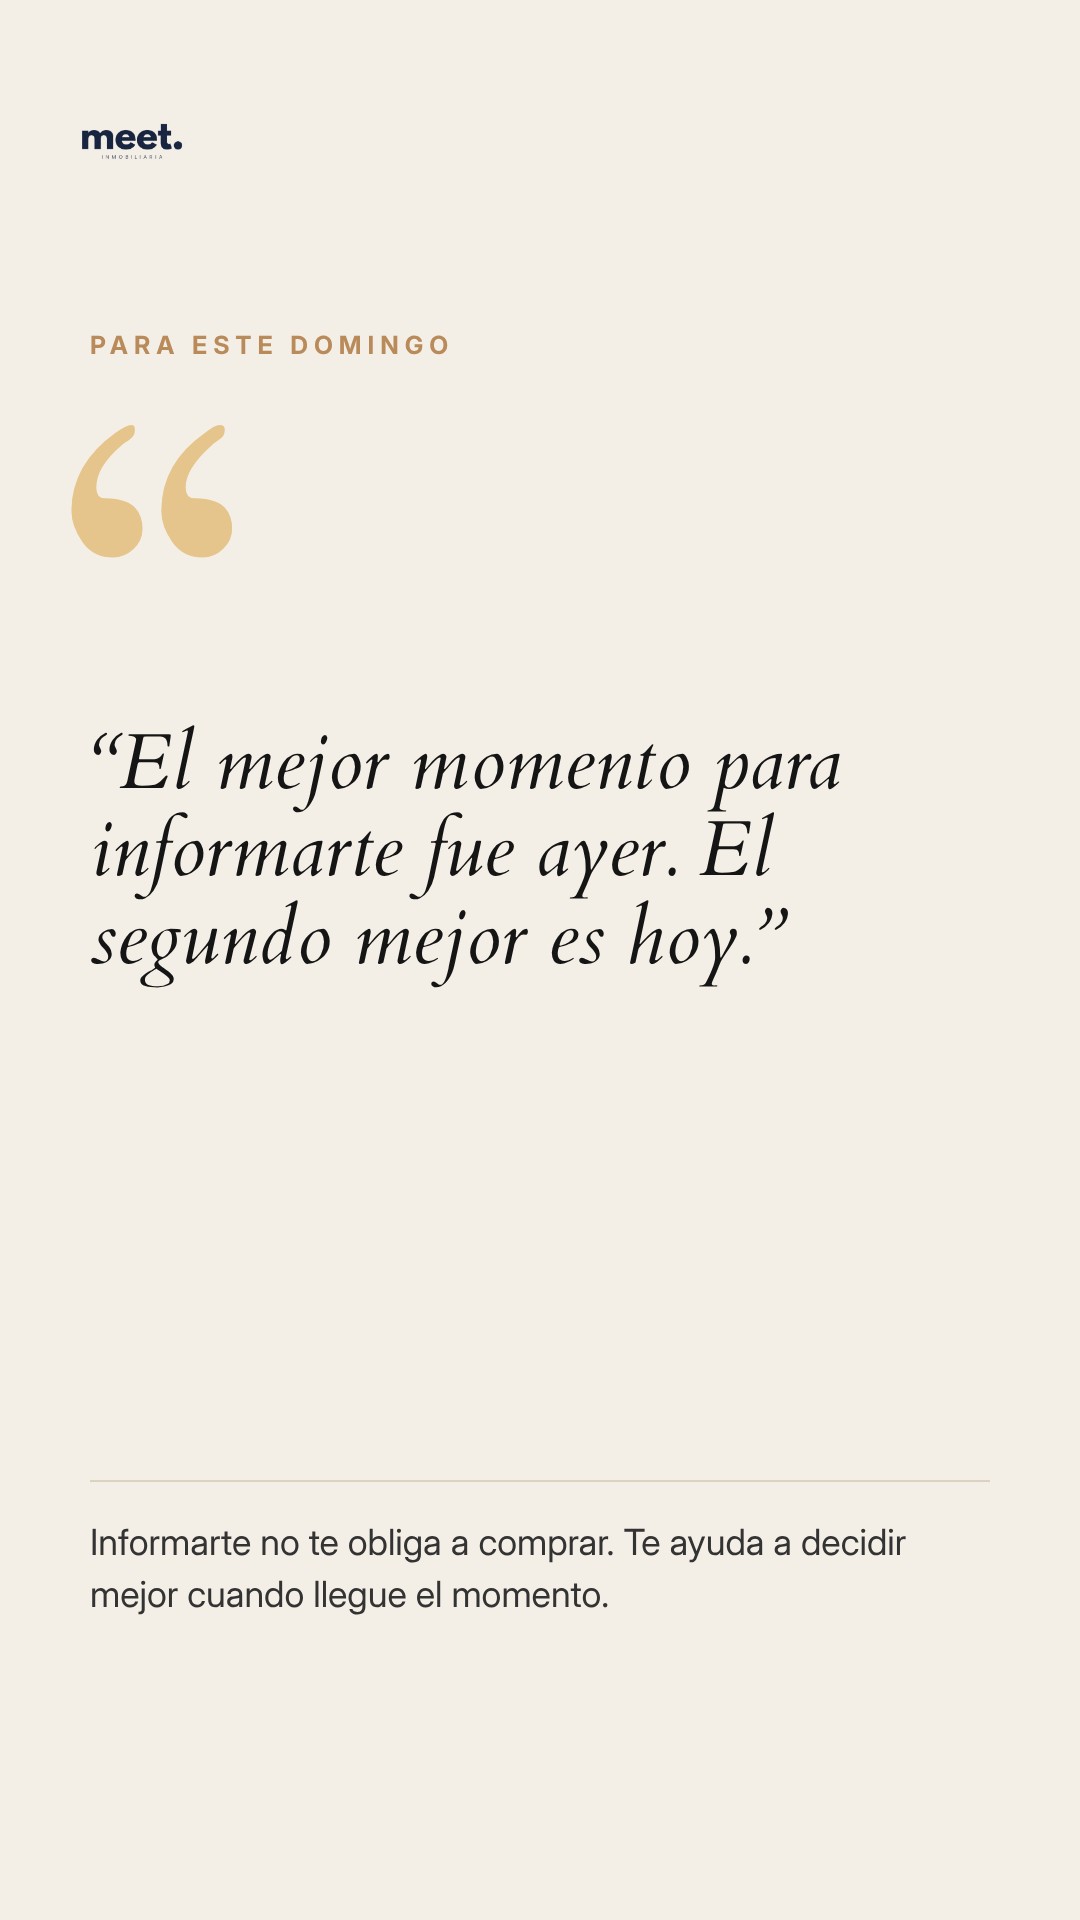 meet.
INMOBILIARIA
PARA ESTE DOMINGO
“
“El mejor momento para
informarte fue ayer. El
segundo mejor es hoy.”
Informarte no te obliga a comprar. Te ayuda a decidir
mejor cuando llegue el momento.